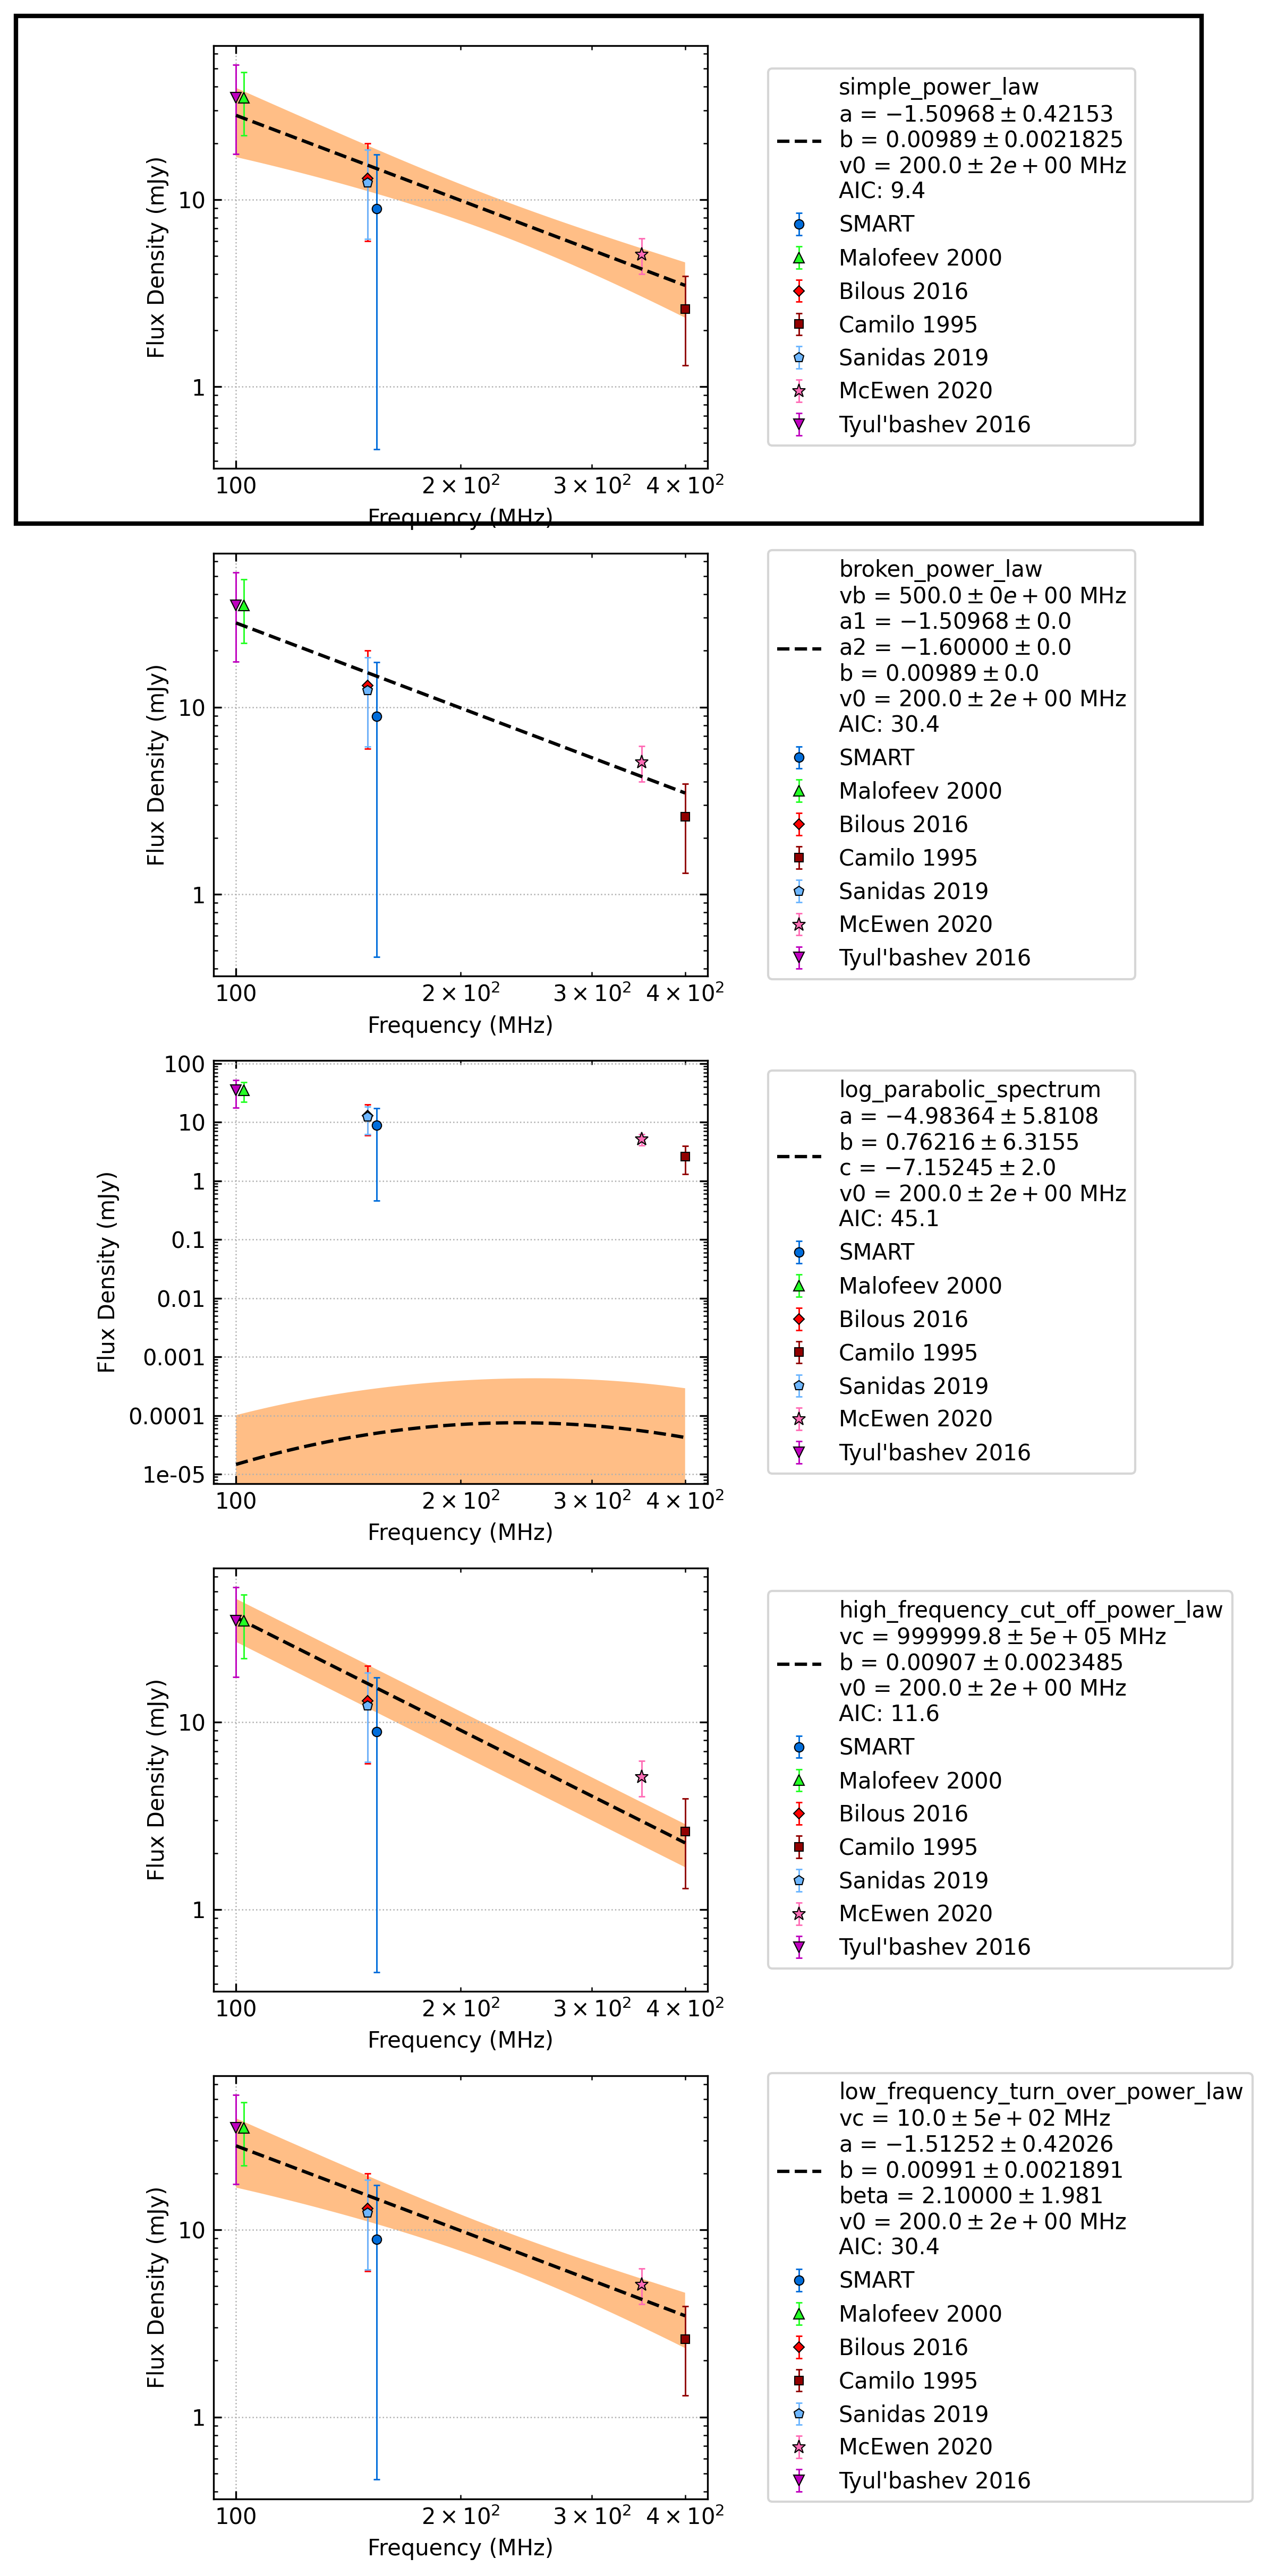 simple_power_law
a = −1.50968 ± 0.42153
b = 0.00989 ± 0.0021825
v0 = 200.0 ± 2e + 00 MHz
AIC: 9.4
SMART
Malofeev 2000
Bilous 2016
Camilo 1995
Sanidas 2019
McEwen 2020
Tyul'bashev 2016
Flux Density (mJy)
10
1
100
2 × 10²
3 × 10²
4 × 10²
Frequency (MHz)
broken_power_law
vb = 500.0 ± 0e + 00 MHz
a1 = −1.50968 ± 0.0
a2 = −1.60000 ± 0.0
b = 0.00989 ± 0.0
v0 = 200.0 ± 2e + 00 MHz
AIC: 30.4
SMART
Malofeev 2000
Bilous 2016
Camilo 1995
Sanidas 2019
McEwen 2020
Tyul'bashev 2016
Flux Density (mJy)
10
1
100
2 × 10²
3 × 10²
4 × 10²
Frequency (MHz)
log_parabolic_spectrum
a = −4.98364 ± 5.8108
b = 0.76216 ± 6.3155
c = −7.15245 ± 2.0
v0 = 200.0 ± 2e + 00 MHz
AIC: 45.1
SMART
Malofeev 2000
Bilous 2016
Camilo 1995
Sanidas 2019
McEwen 2020
Tyul'bashev 2016
Flux Density (mJy)
100
10
1
0.1
0.01
0.001
0.0001
1e-05
100
2 × 10²
3 × 10²
4 × 10²
Frequency (MHz)
high_frequency_cut_off_power_law
vc = 999999.8 ± 5e + 05 MHz
b = 0.00907 ± 0.0023485
v0 = 200.0 ± 2e + 00 MHz
AIC: 11.6
SMART
Malofeev 2000
Bilous 2016
Camilo 1995
Sanidas 2019
McEwen 2020
Tyul'bashev 2016
Flux Density (mJy)
10
1
100
2 × 10²
3 × 10²
4 × 10²
Frequency (MHz)
low_frequency_turn_over_power_law
vc = 10.0 ± 5e + 02 MHz
a = −1.51252 ± 0.42026
b = 0.00991 ± 0.0021891
beta = 2.10000 ± 1.981
v0 = 200.0 ± 2e + 00 MHz
AIC: 30.4
SMART
Malofeev 2000
Bilous 2016
Camilo 1995
Sanidas 2019
McEwen 2020
Tyul'bashev 2016
Flux Density (mJy)
10
1
100
2 × 10²
3 × 10²
4 × 10²
Frequency (MHz)